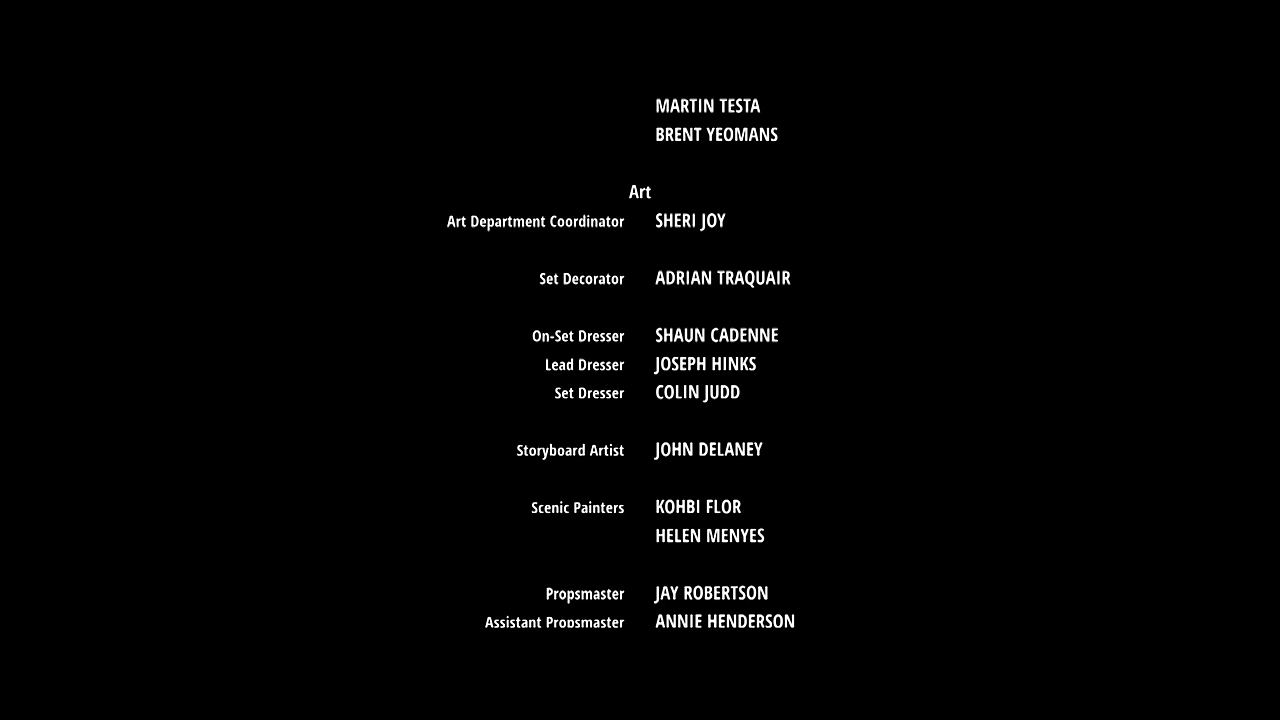 MARTIN TESTA
BRENT YEOMANS
Art
Art Department Coordinator SHERI JOY
Set Decorator ADRIAN TRAQUAIR
On-Set Dresser SHAUN CADENNE
Lead Dresser JOSEPH HINKS
Set Dresser COLIN JUDD
Storyboard Artist JOHN DELANEY
Scenic Painters KOHBI FLOR
HELEN MENYES
Propsmaster JAY ROBERTSON
Assistant Propsmaster ANNIE HENDERSON